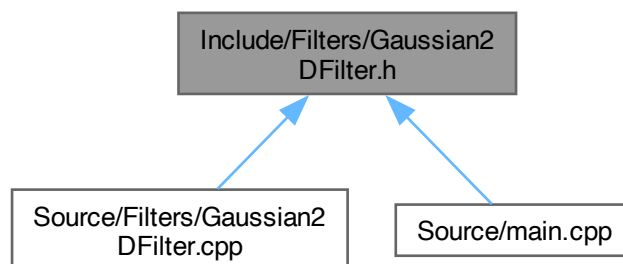 Include/Filters/Gaussian2
DFilter.h
Source/Filters/Gaussian2
DFilter.cpp
Source/main.cpp